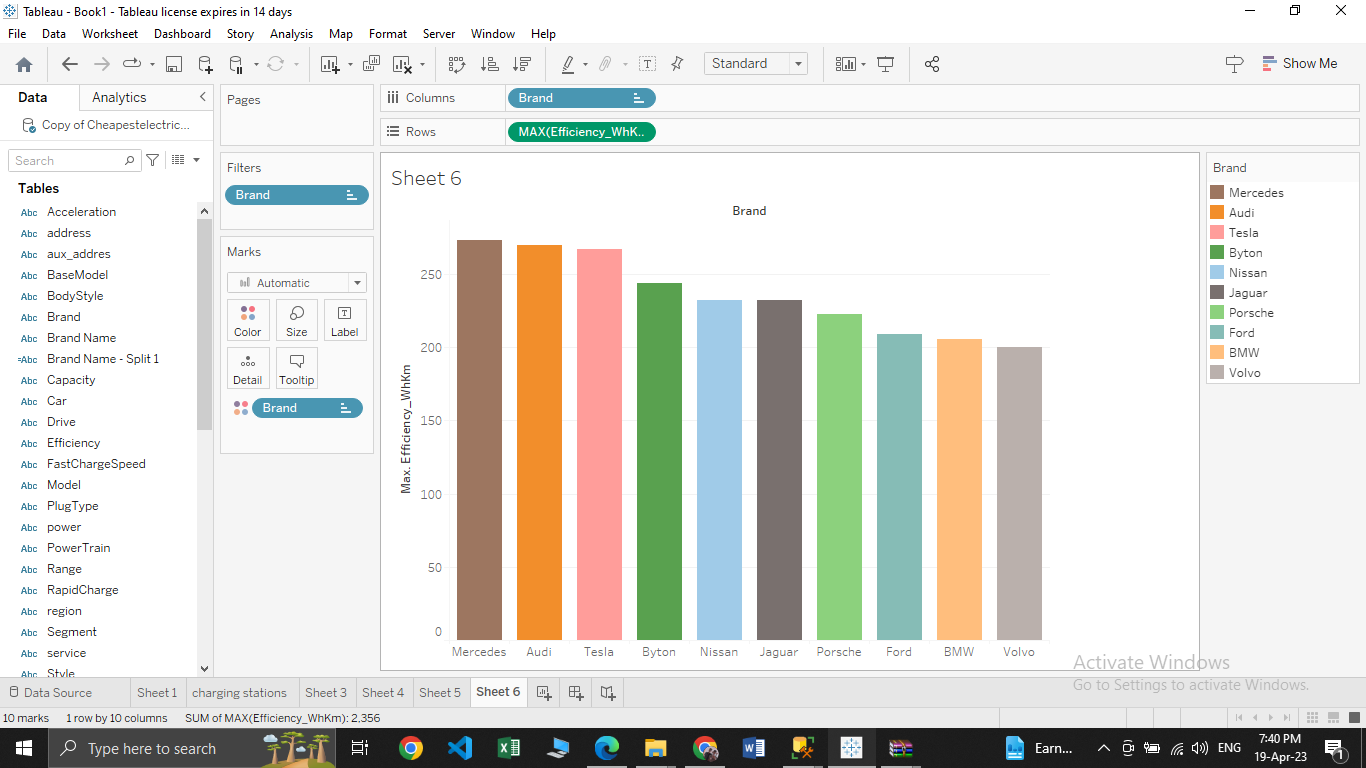 Tableau - Book1 - Tableau license expires in 14 days
File Data Worksheet Dashboard Story Analysis Map Format Server Window Help
Standard
Show Me
Data Analytics
Copy of Cheapestelectric...
Search
Tables
Abc Acceleration
Abc address
Abc aux_addres
Abc BaseModel
Abc BodyStyle
Abc Brand
Abc Brand Name
=Abc Brand Name - Split 1
Abc Capacity
Abc Car
Abc Drive
Abc Efficiency
Abc FastChargeSpeed
Abc Model
Abc PlugType
Abc power
Abc PowerTrain
Abc Range
Abc RapidCharge
Abc region
Abc Segment
Abc service
Abc Style
Pages
Filters
Brand
Marks
Automatic
Color Size Label
Detail Tooltip
Brand
Columns Brand
Rows MAX(Efficiency_WhK..
Sheet 6
Brand
Max. Efficiency_WhKm
250
200
150
100
50
0
Mercedes Audi Tesla Byton Nissan Jaguar Porsche Ford BMW Volvo
Brand
Mercedes
Audi
Tesla
Byton
Nissan
Jaguar
Porsche
Ford
BMW
Volvo
Activate Windows
Go to Settings to activate Windows.
Data Source Sheet 1 charging stations Sheet 3 Sheet 4 Sheet 5 Sheet 6
10 marks 1 row by 10 columns SUM of MAX(Efficiency_WhKm): 2,356
Type here to search
Earn...
ENG
7:40 PM
19-Apr-23
1